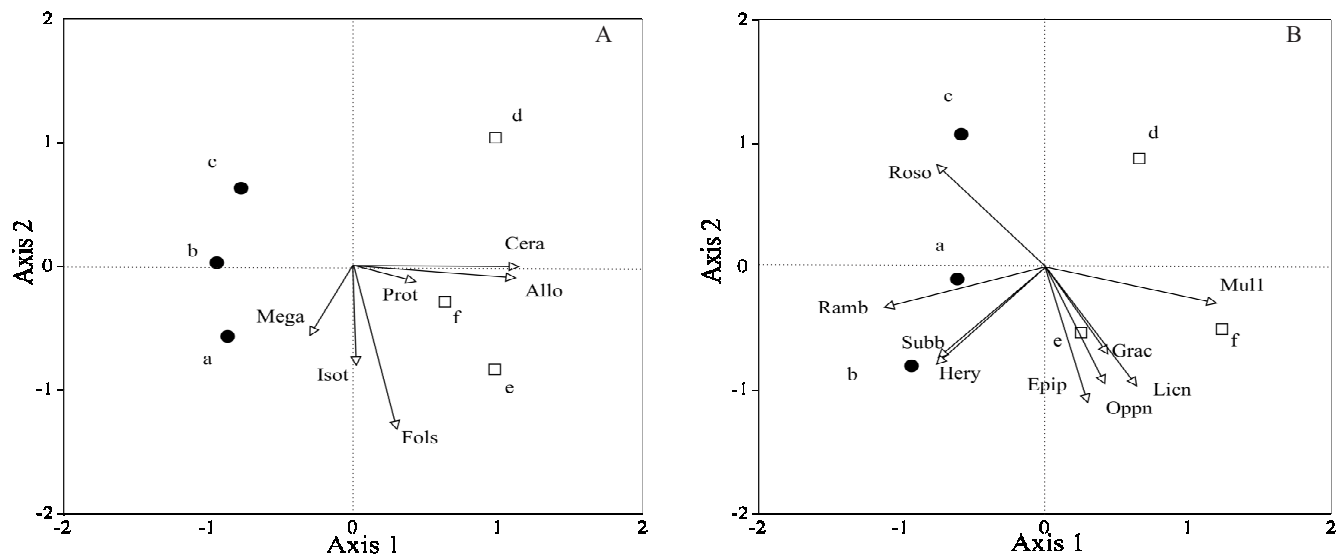 2
A
d
1
c
Cera
b
0
Prot
Allo
Mega
f
a
Isot
e
-1
Fols
-2
-2
-1
0
1
2
Axis 1
Axis 2
2
B
c
d
1
Roso
a
0
Mull
Ramb
Subb
e
Grac
f
b
Hery
Epip
Licn
Oppn
-1
-2
-2
-1
0
1
2
Axis 1
Axis 2